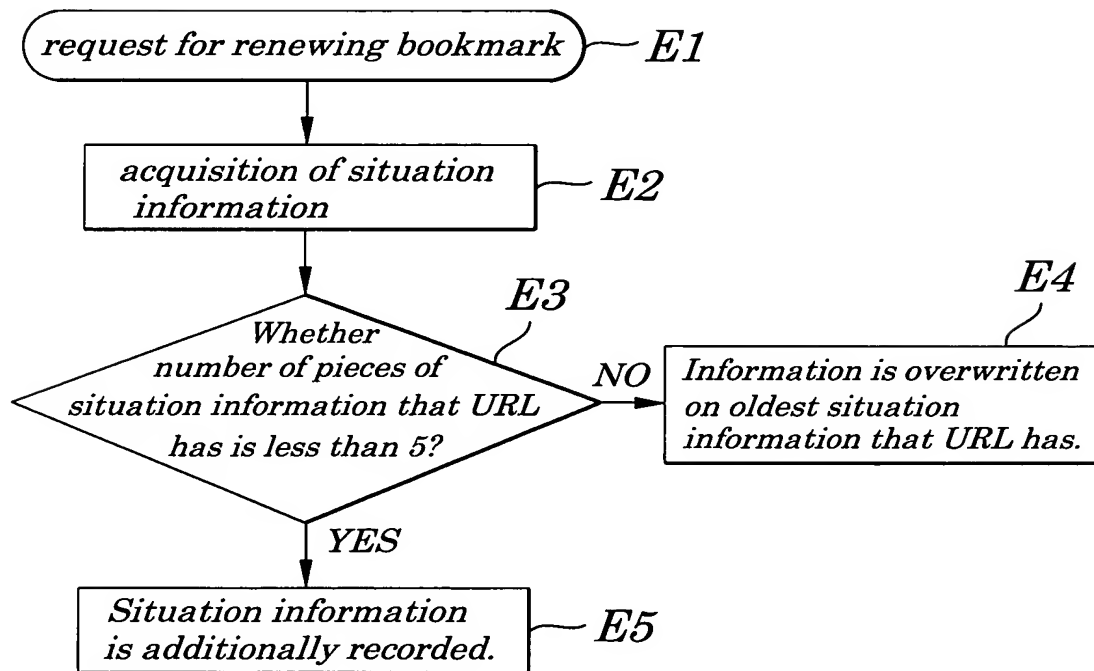 request for renewing bookmark
E1
acquisition of situation
information
E2
E3
Whether
number of pieces of
situation information that URL
has is less than 5?
NO
E4
Information is overwritten
on oldest situation
information that URL has.
YES
Situation information
is additionally recorded.
E5